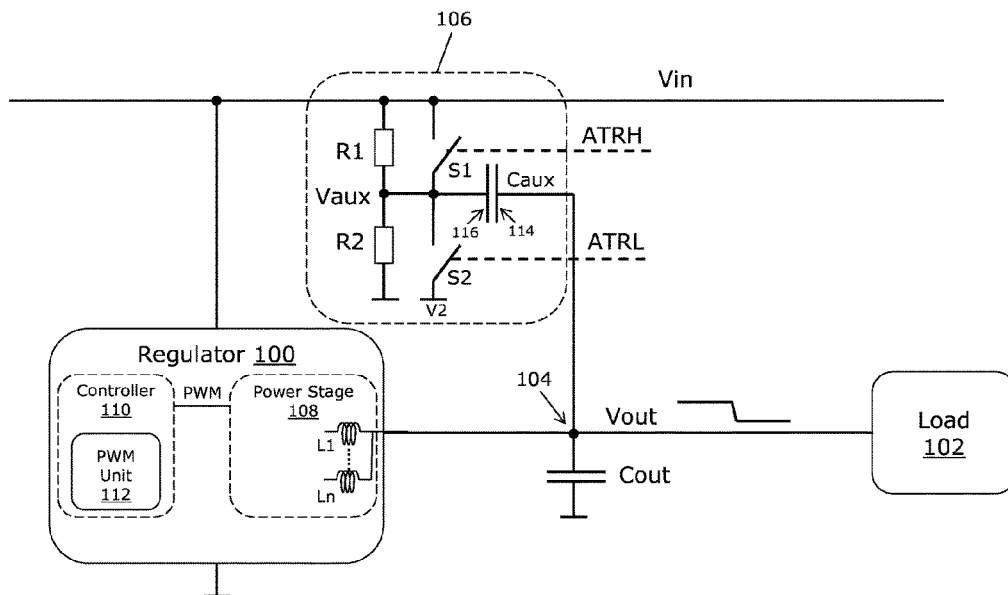 106
Vin
ATRH
R1
S1
Caux
Vaux
116
114
R2
ATRL
S2
V2
Regulator 100
Controller
110
PWM
Power Stage
108
104
Vout
Load
102
L1
PWM
Unit
112
Ln
Cout